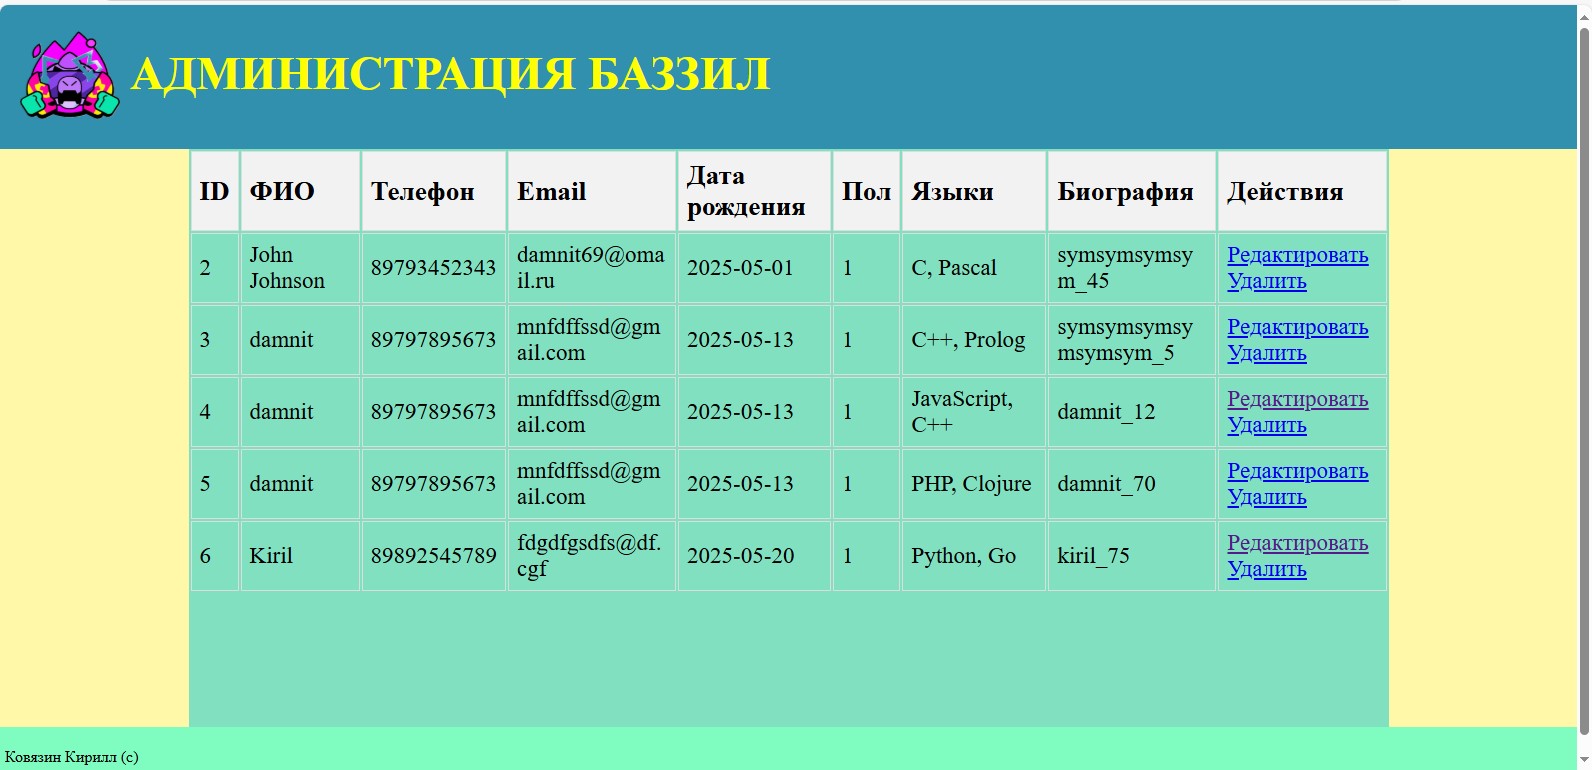 АДМИНИСТРАЦИЯ БАЗЗИЛ
ID ФИО Телефон Email Дата рождения Пол Языки Биография Действия
2 John Johnson 89793452343 damnit69@omail.ru 2025-05-01 1 C, Pascal symsymsymsym_45 Редактировать Удалить
3 damnit 89797895673 mnfdffssd@gmail.com 2025-05-13 1 C++, Prolog symsymsymsymsymsym_5 Редактировать Удалить
4 damnit 89797895673 mnfdffssd@gmail.com 2025-05-13 1 JavaScript, C++ damnit_12 Редактировать Удалить
5 damnit 89797895673 mnfdffssd@gmail.com 2025-05-13 1 PHP, Clojure damnit_70 Редактировать Удалить
6 Kiril 89892545789 fdgdfgsdfs@df.cgf 2025-05-20 1 Python, Go kiril_75 Редактировать Удалить
Ковязин Кирилл (c)